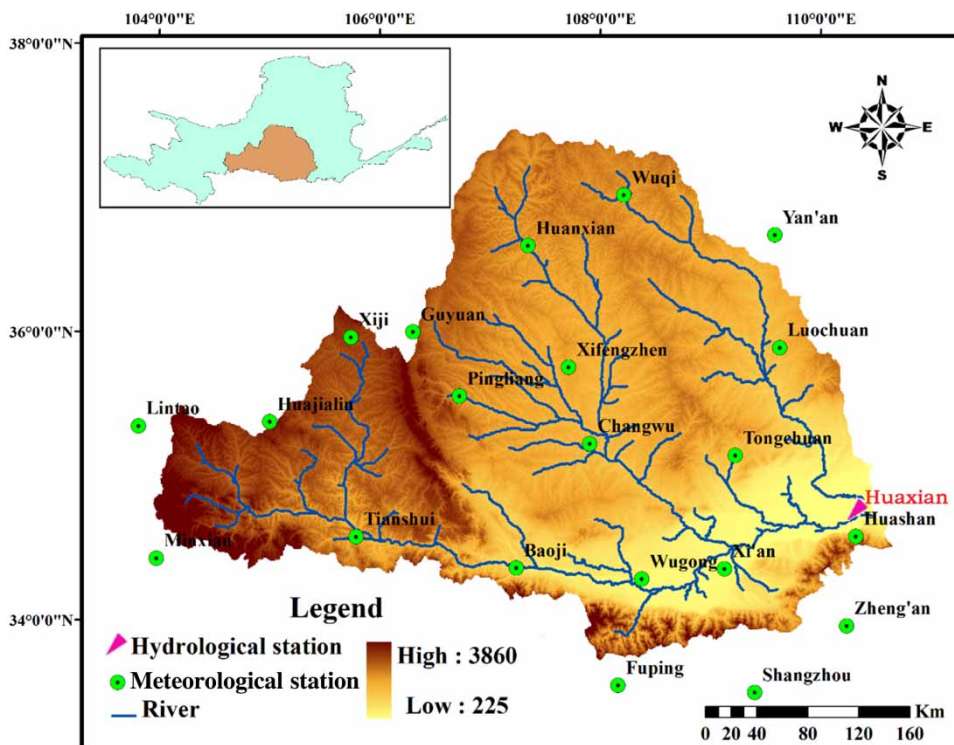 104°0'0"E 106°0'0"E 108°0'0"E 110°0'0"E
38°0'0"N
N
W E
S
Wuqi
Yan'an
Huanxian
Xiji
Guyuan
36°0'0"N
Luochuan
Xifengzhen
Pingliang
Lintao
Huajialin
Changwu
Tongchuan
Huaxian
Huashan
Tianshui
Minxian
Baoji
Wugong
Xi'an
Zheng'an
34°0'0"N
Legend
Hydrological station
Meteorological station
River
High : 3860
Low : 225
Fuping
Shangzhou
0 20 40 80 120 160 Km